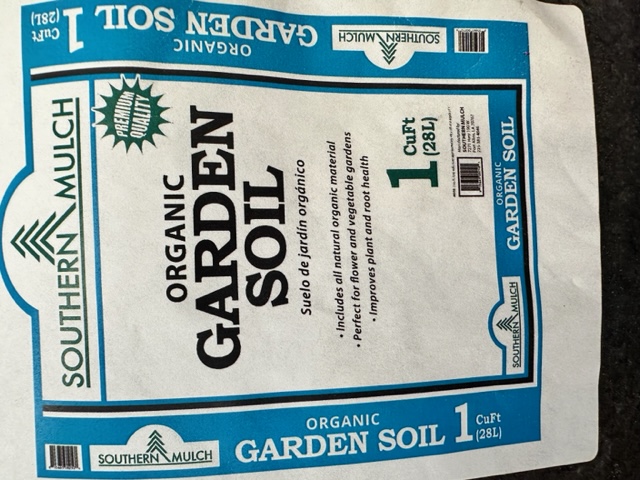 SOUTHERN MULCH
PREMIUM
QUALITY
ORGANIC
GARDEN
SOIL
Suelo de jardín orgánico
• Includes all natural organic material
• Perfect for flower and vegetable gardens
• Improves plant and root health
1 CuFt
(28L)
SOUTHERN MULCH
SOUTHERN MULCH
ORGANIC
GARDEN SOIL
ORGANIC
GARDEN SOIL
1 CuFt
(28L)
SOUTHERN MULCH
SOUTHERN MULCH
ORGANIC
GARDEN SOIL
1 CuFt
(28L)